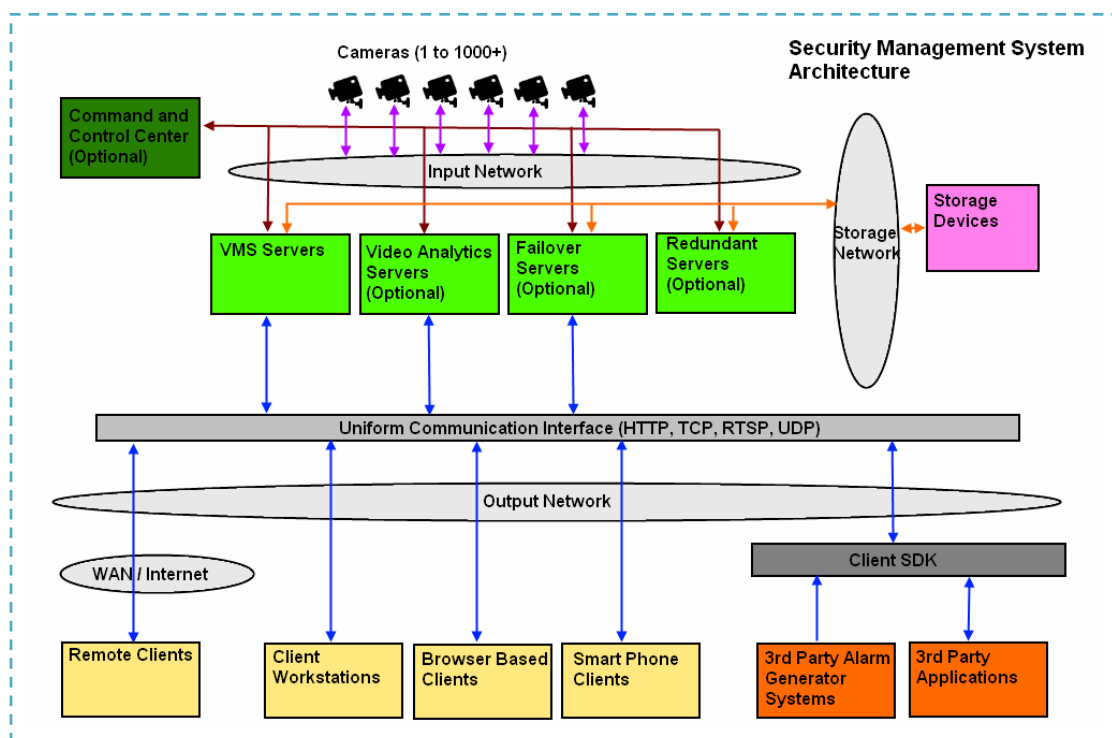 Cameras (1 to 1000+)
Security Management System
Architecture
Command and
Control Center
(Optional)
Input Network
VMS Servers
Video Analytics
Servers
(Optional)
Failover
Servers
(Optional)
Redundant
Servers
(Optional)
Storage
Network
Storage
Devices
Uniform Communication Interface (HTTP, TCP, RTSP, UDP)
Output Network
WAN / Internet
Client SDK
Remote Clients
Client
Workstations
Browser Based
Clients
Smart Phone
Clients
3rd Party Alarm
Generator
Systems
3rd Party
Applications